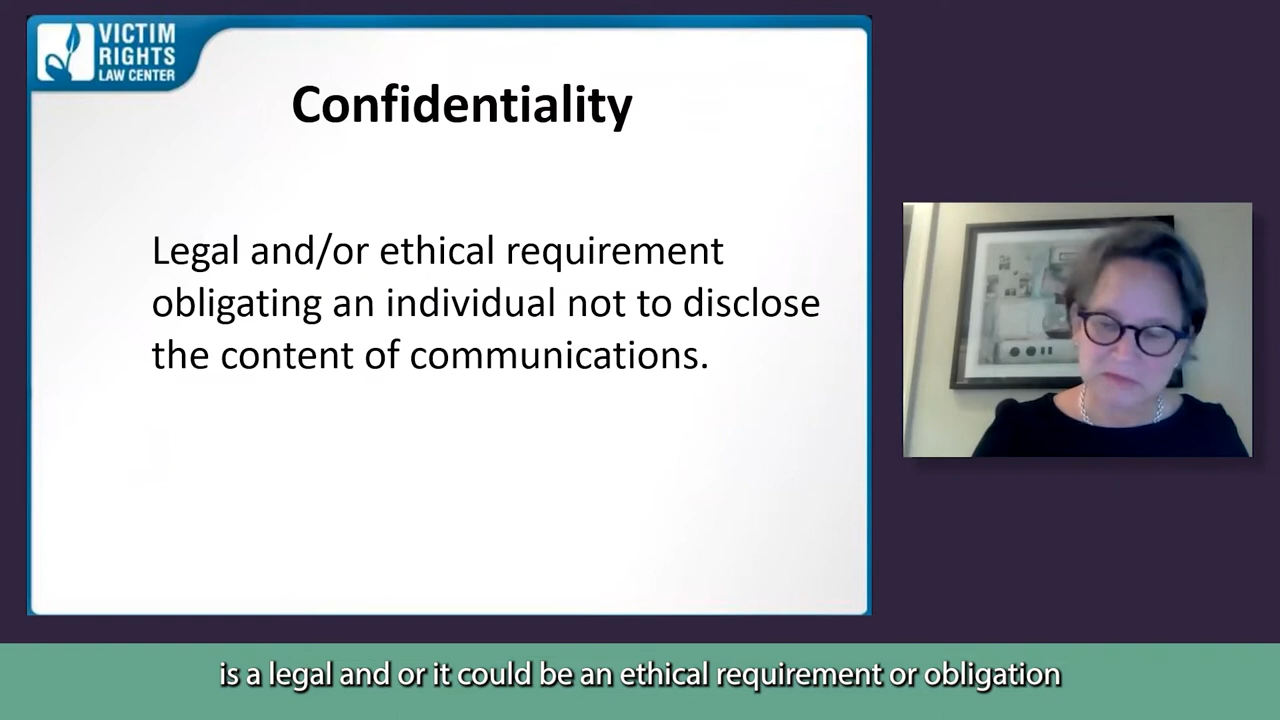 VICTIM
RIGHTS
LAW CENTER
Confidentiality
Legal and/or ethical requirement
obligating an individual not to disclose
the content of communications.
is a legal and or it could be an ethical requirement or obligation